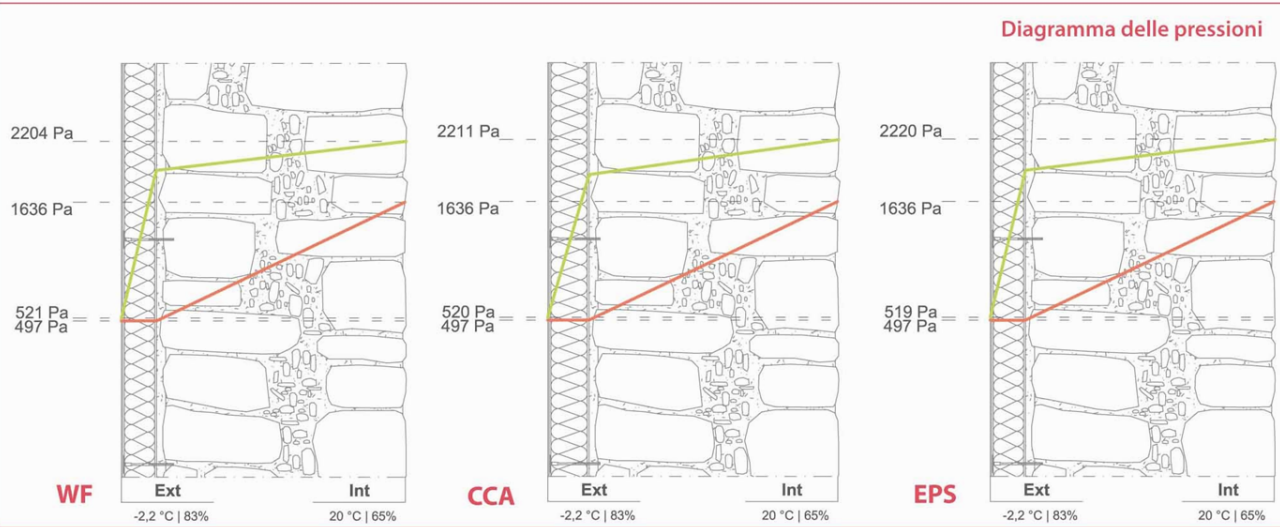 Diagramma delle pressioni
2204 Pa
1636 Pa
521 Pa
497 Pa
WF
Ext
Int
-2,2 °C | 83%
20 °C | 65%
2211 Pa
1636 Pa
520 Pa
497 Pa
CCA
Ext
Int
-2,2 °C | 83%
20 °C | 65%
2220 Pa
1636 Pa
519 Pa
497 Pa
EPS
Ext
Int
-2,2 °C | 83%
20 °C | 65%